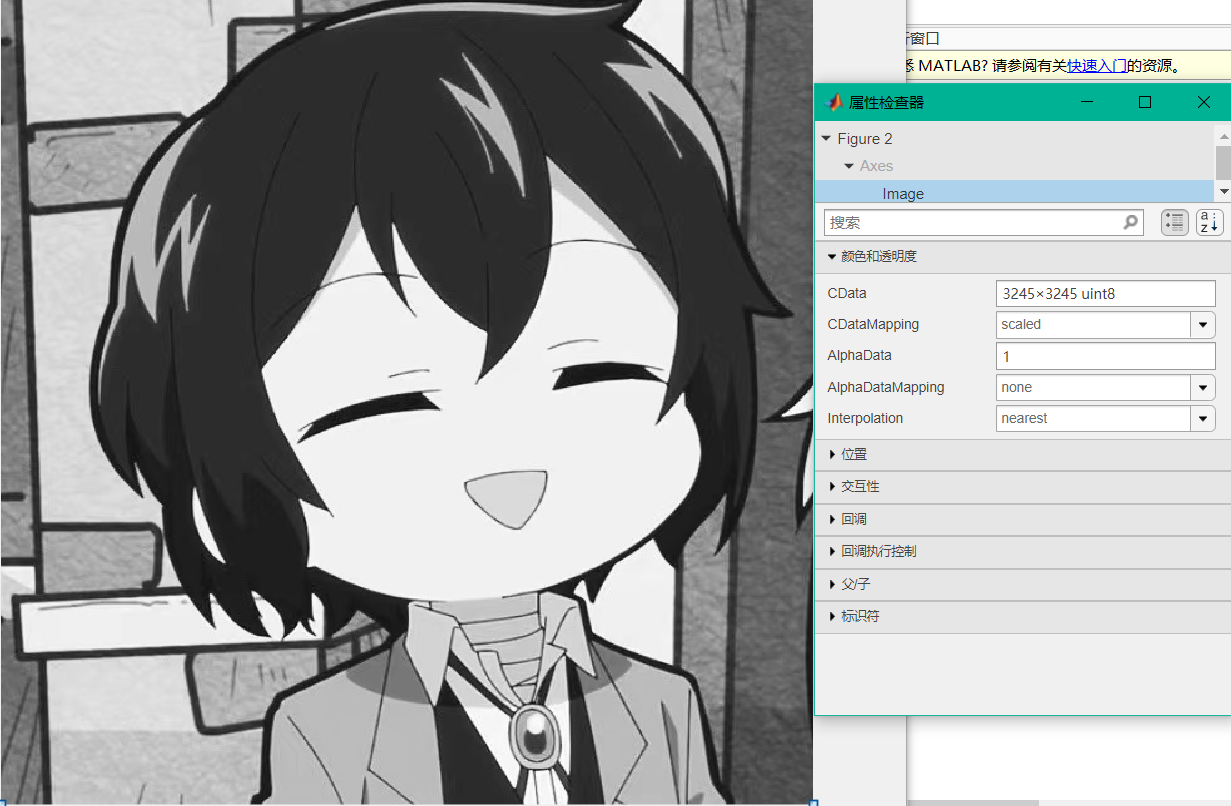 窗口
MATLAB? 请参阅有关快速入门的资源。
属性检查器
Figure 2
Axes
Image
搜索
a z
颜色和透明度
CData 3245×3245 uint8
CDataMapping scaled
AlphaData 1
AlphaDataMapping none
Interpolation nearest
位置
交互性
回调
回调执行控制
父/子
标识符